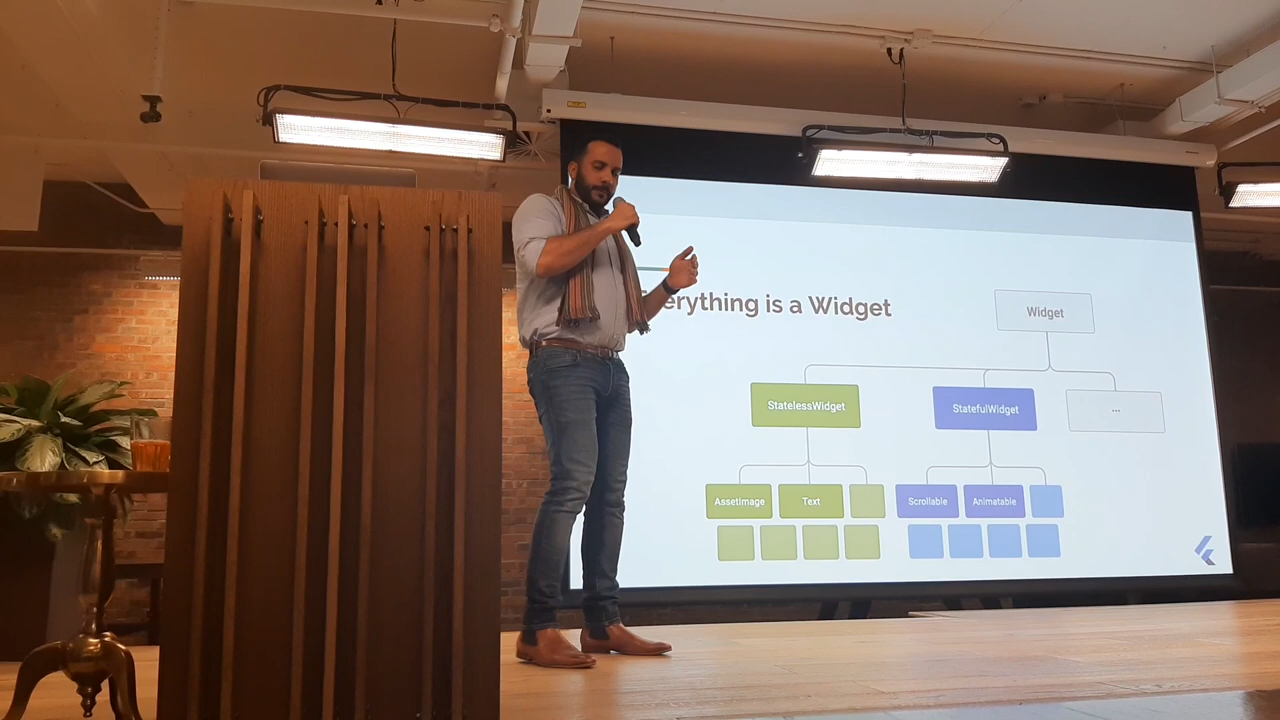 erything is a Widget
Widget
StatelessWidget
StatefulWidget
...
AssetImage
Text
Scrollable
Animatable